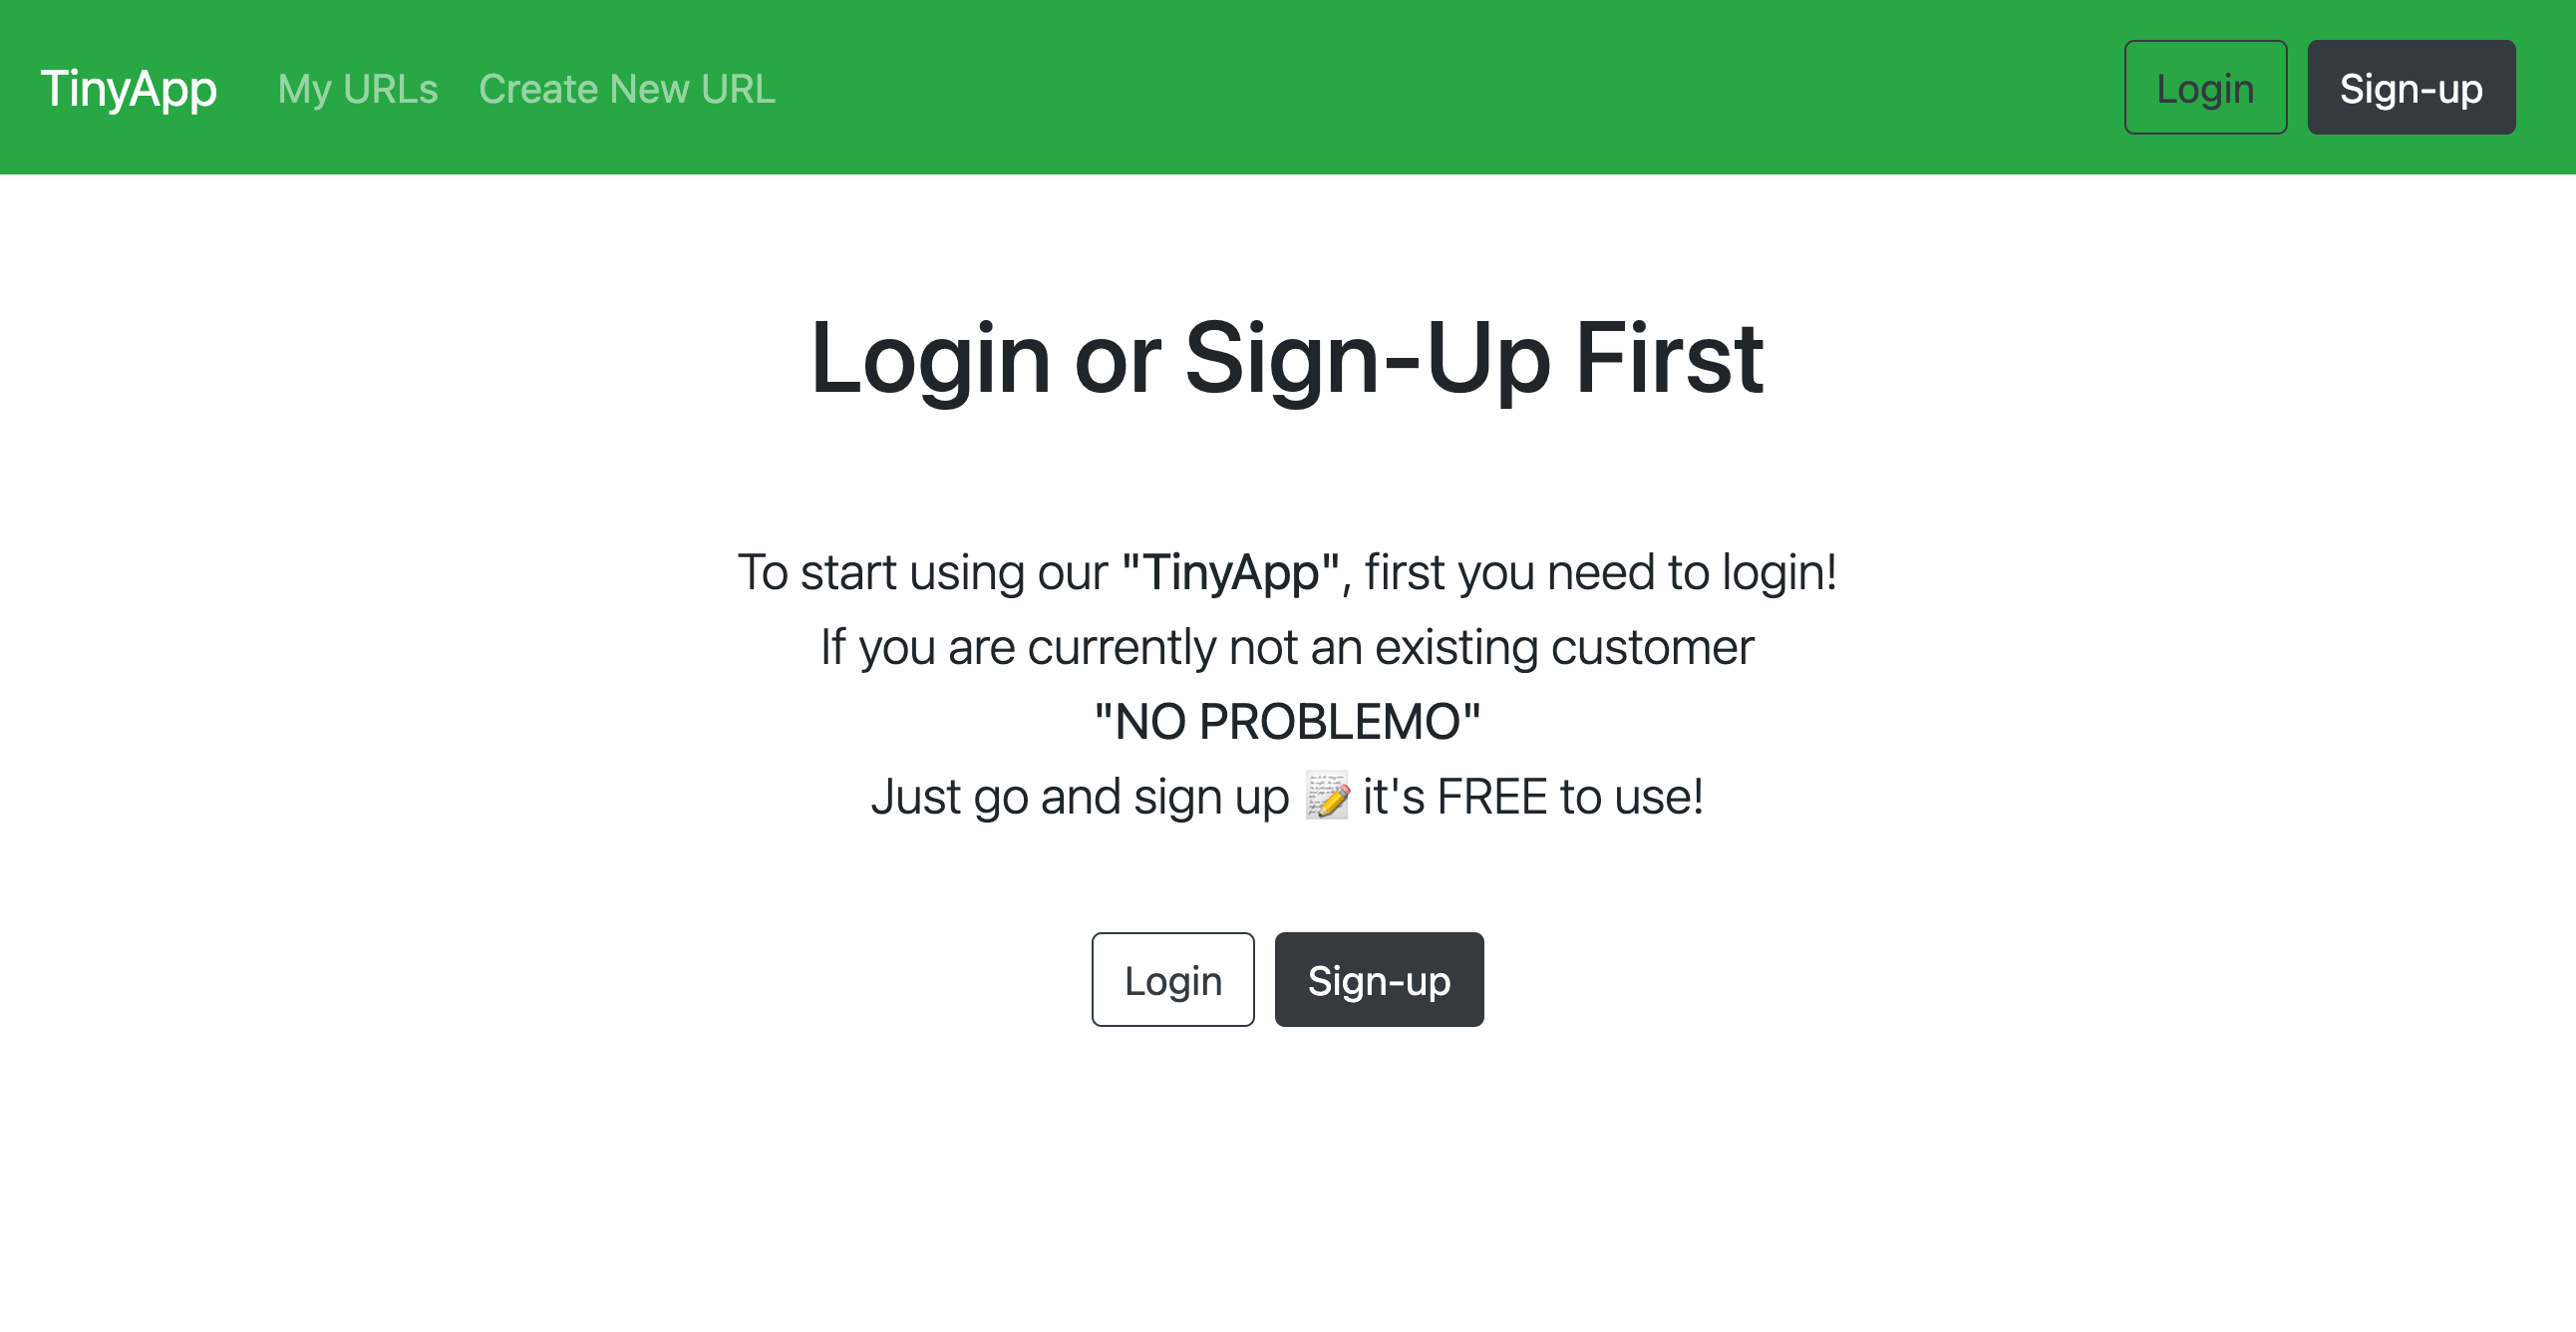 TinyApp My URLs Create New URL Login Sign-up
Login or Sign-Up First
To start using our "TinyApp", first you need to login!
If you are currently not an existing customer
"NO PROBLEMO"
Just go and sign up 📝 it's FREE to use!
Login Sign-up